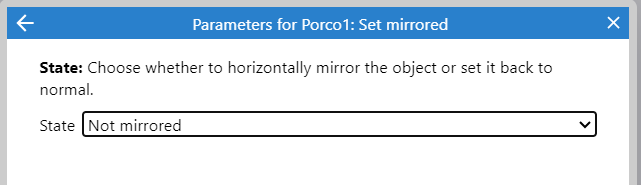 Parameters for Porco1: Set mirrored
State: Choose whether to horizontally mirror the object or set it back to
normal.
State Not mirrored